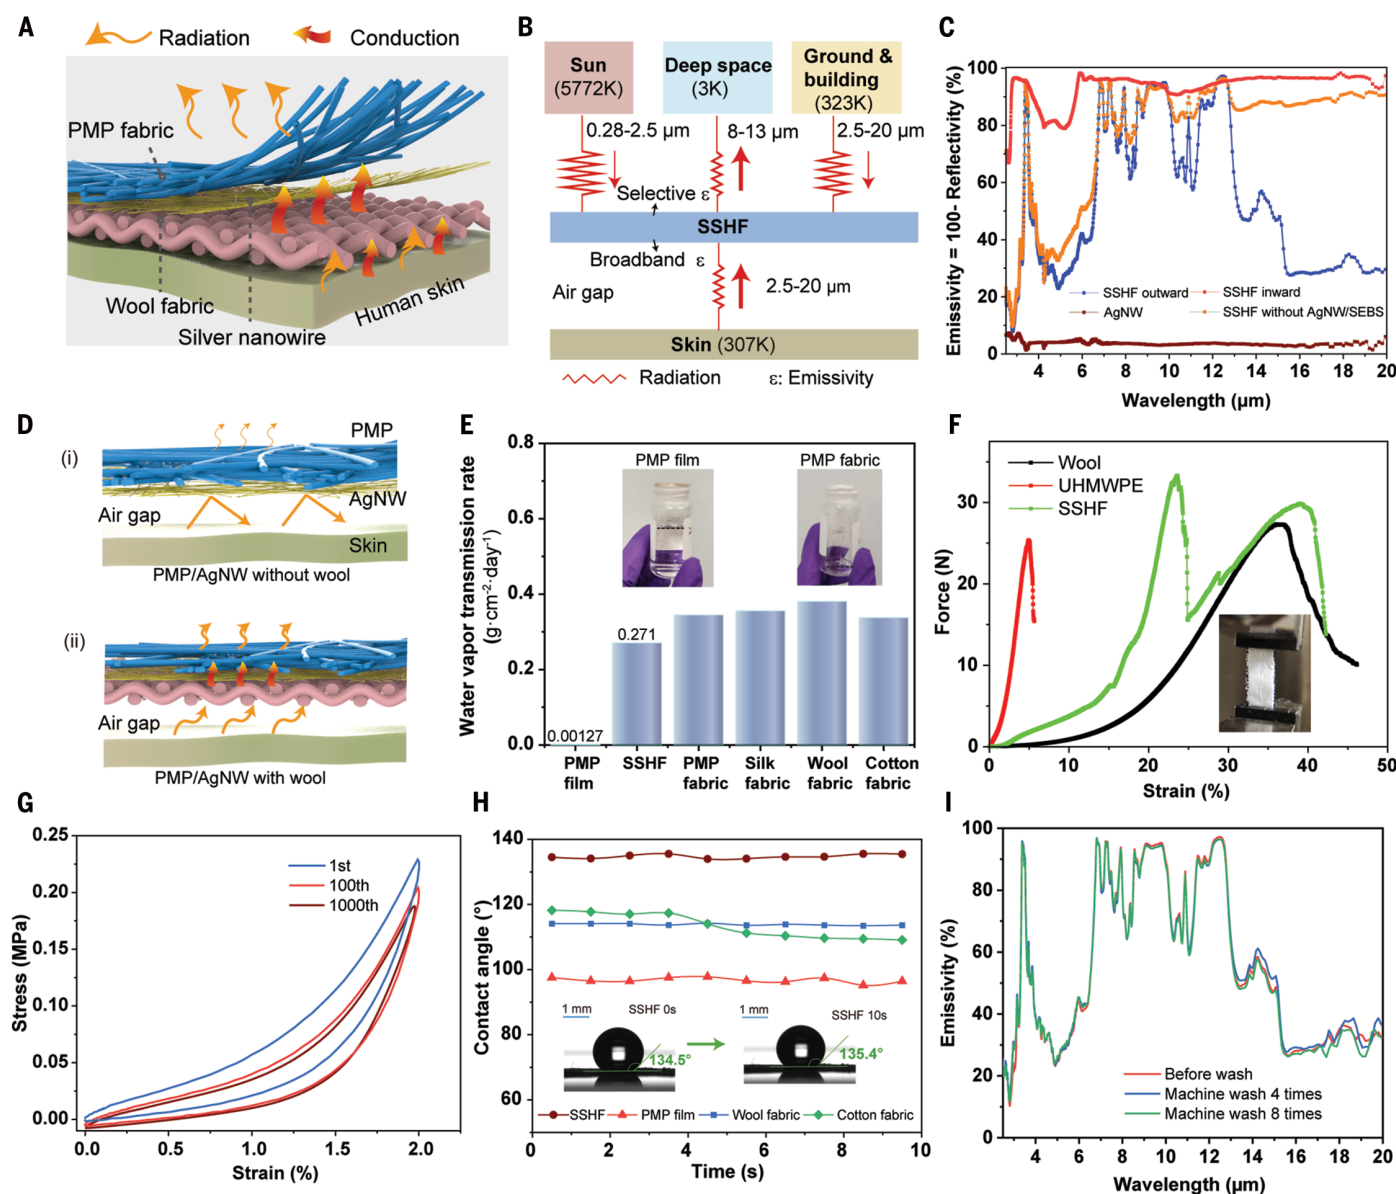 A
Radiation
Conduction
PMP fabric
Wool fabric
Silver nanowire
Human skin
B
Sun
(5772K)
Deep space
(3K)
Ground &
building
(323K)
0.28-2.5 µm
8-13 µm
2.5-20 µm
Selective ε
SSHF
Broadband ε
Air gap
2.5-20 µm
Skin (307K)
Radiation
ε: Emissivity
C
Emissivity = 100- Reflectivity (%)
100
80
60
40
20
0
SSHF outward
SSHF inward
AgNW
SSHF without AgNW/SEBS
4 6 8 10 12 14 16 18 20
Wavelength (µm)
D
(i)
PMP
AgNW
Air gap
Skin
PMP/AgNW without wool
(ii)
Air gap
PMP/AgNW with wool
E
Water vapor transmission rate
(g·cm-2·day-1)
0.8
0.6
0.4
0.2
0.0
PMP film
PMP fabric
0.00127
0.271
PMP
film
SSHF
PMP
fabric
Silk
fabric
Wool
fabric
Cotton
fabric
F
Force (N)
30
20
10
0
Wool
UHMWPE
SSHF
0 10 20 30 40 50
Strain (%)
G
Stress (MPa)
0.25
0.20
0.15
0.10
0.05
0.00
1st
100th
1000th
0.0 0.5 1.0 1.5 2.0
Strain (%)
H
Contact angle (°)
140
120
100
80
60
1 mm
SSHF 0s
134.5°
1 mm
SSHF 10s
135.4°
SSHF
PMP film
Wool fabric
Cotton fabric
0 2 4 6 8 10
Time (s)
I
Emissivity (%)
100
80
60
40
20
0
Before wash
Machine wash 4 times
Machine wash 8 times
4 6 8 10 12 14 16 18 20
Wavelength (µm)